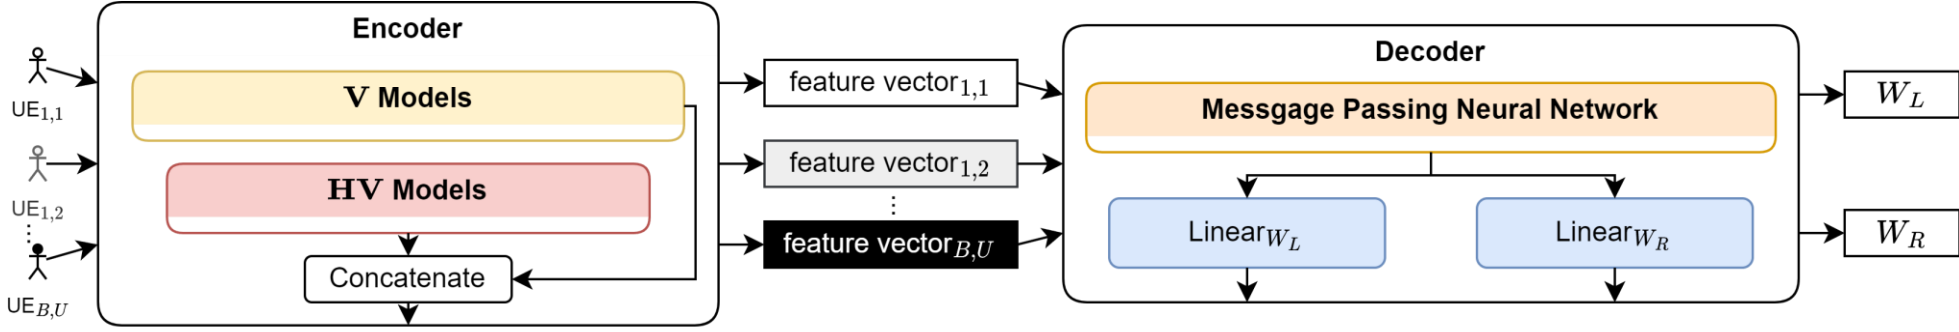 UE1,1
UE1,2
UEB,U
Encoder
V Models
HV Models
Concatenate
feature vector1,1
feature vector1,2
feature vectorB,U
Decoder
Messgage Passing Neural Network
LinearWL
LinearWR
WL
WR